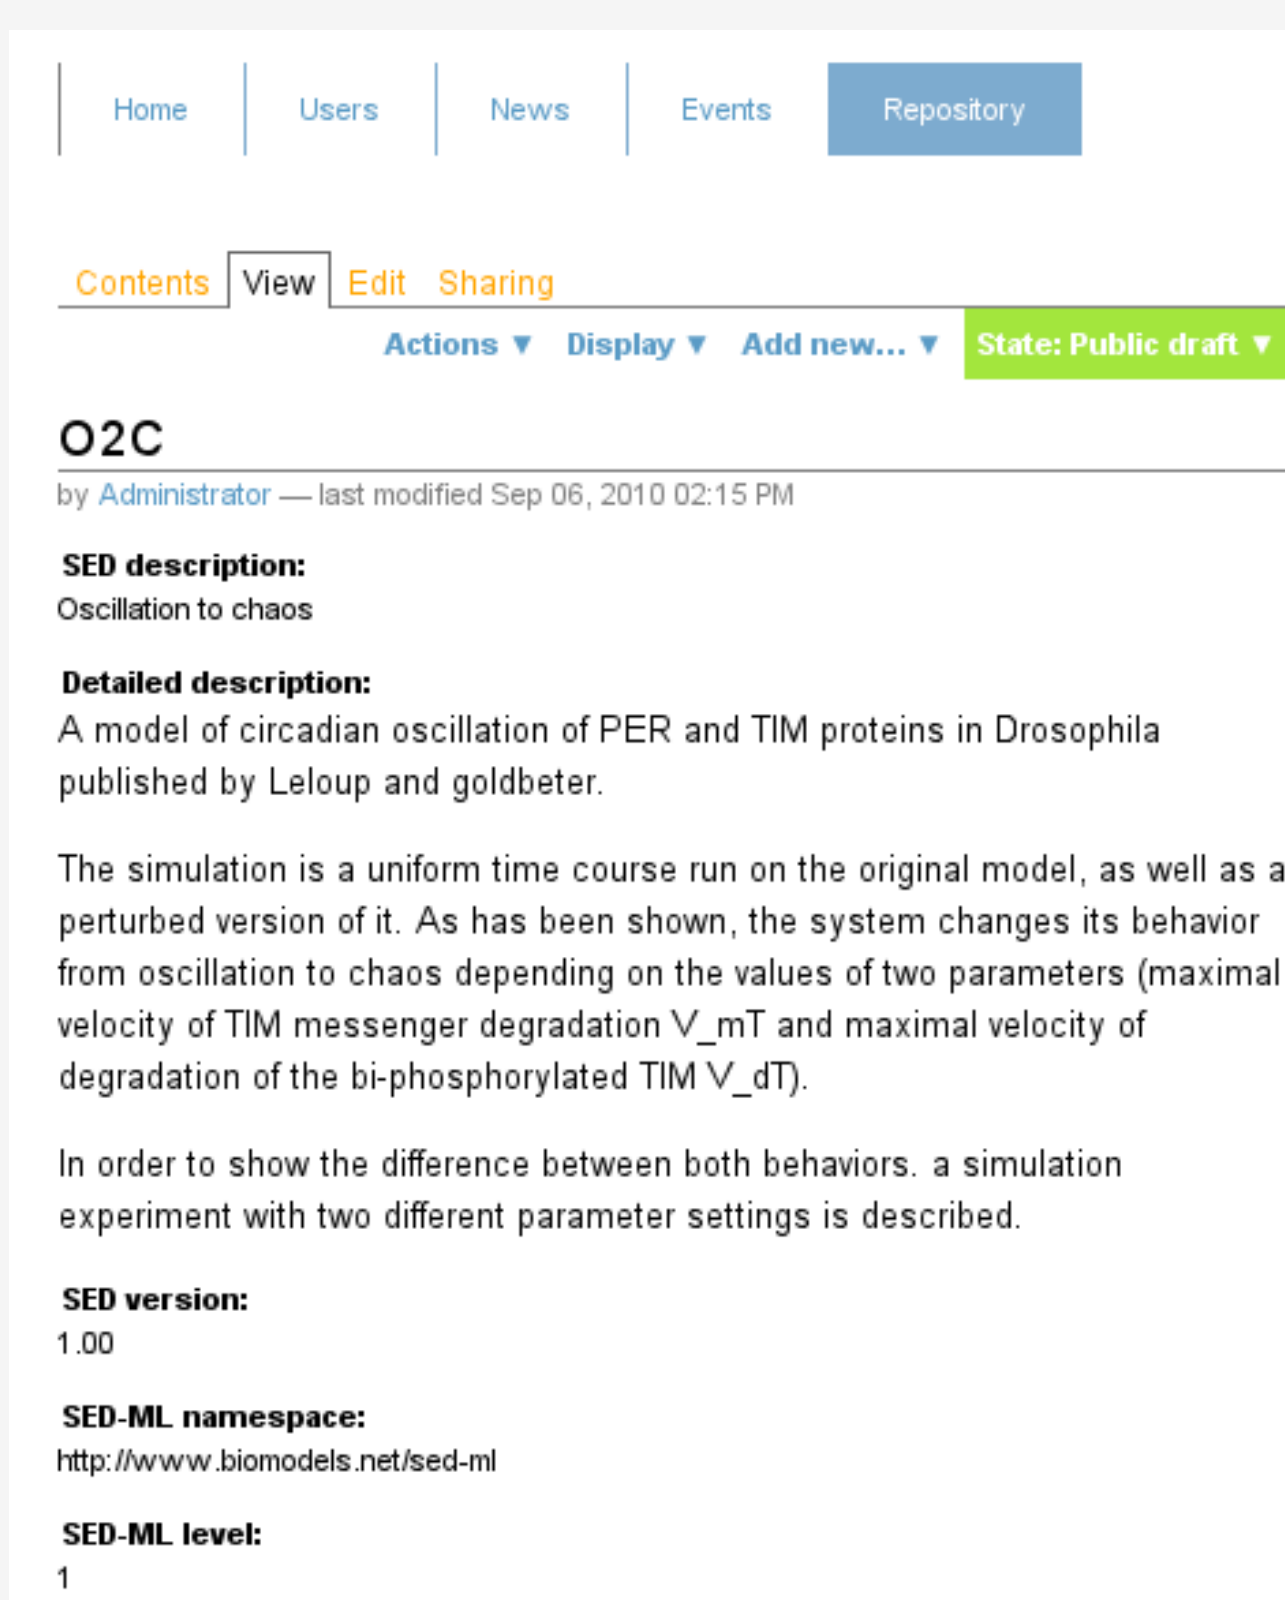 Home Users News Events Repository
Contents View Edit Sharing
Actions ▼ Display ▼ Add new... ▼ State: Public draft ▼
O2C
by Administrator — last modified Sep 06, 2010 02:15 PM
SED description:
Oscillation to chaos
Detailed description:
A model of circadian oscillation of PER and TIM proteins in Drosophila
published by Leloup and goldbeter.
The simulation is a uniform time course run on the original model, as well as a
perturbed version of it. As has been shown, the system changes its behavior
from oscillation to chaos depending on the values of two parameters (maximal
velocity of TIM messenger degradation V_mT and maximal velocity of
degradation of the bi-phosphorylated TIM V_dT).
In order to show the difference between both behaviors. a simulation
experiment with two different parameter settings is described.
SED version:
1.00
SED-ML namespace:
http://www.biomodels.net/sed-ml
SED-ML level:
1